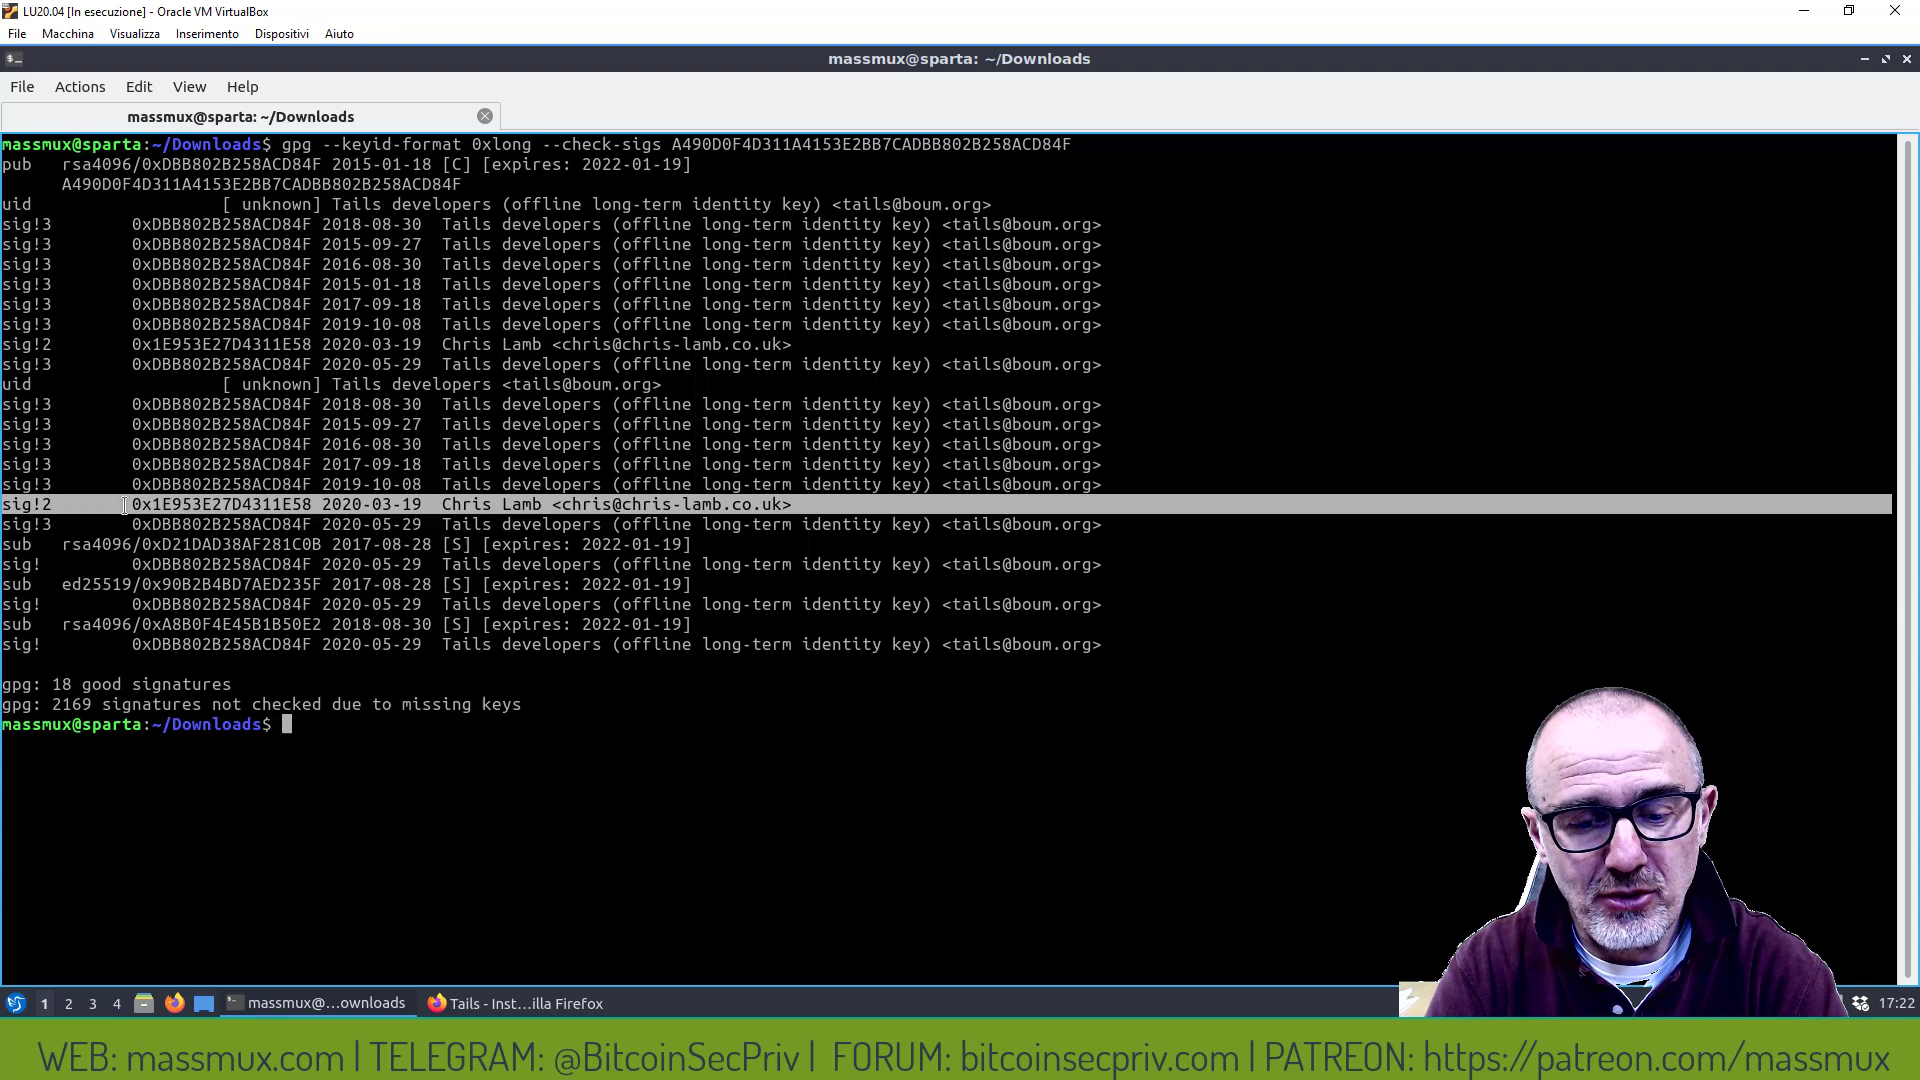 LU20.04 [In esecuzione] - Oracle VM VirtualBox
File Macchina Visualizza Inserimento Dispositivi Aiuto
massmux@sparta: ~/Downloads
File Actions Edit View Help
massmux@sparta: ~/Downloads
massmux@sparta:~/Downloads$ gpg --keyid-format 0xlong --check-sigs A490D0F4D311A4153E2BB7CADBB802B258ACD84F
pub rsa4096/0xDBB802B258ACD84F 2015-01-18 [C] [expires: 2022-01-19]
A490D0F4D311A4153E2BB7CADBB802B258ACD84F
uid [ unknown] Tails developers (offline long-term identity key) <tails@boum.org>
sig!3 0xDBB802B258ACD84F 2018-08-30 Tails developers (offline long-term identity key) <tails@boum.org>
sig!3 0xDBB802B258ACD84F 2015-09-27 Tails developers (offline long-term identity key) <tails@boum.org>
sig!3 0xDBB802B258ACD84F 2016-08-30 Tails developers (offline long-term identity key) <tails@boum.org>
sig!3 0xDBB802B258ACD84F 2015-01-18 Tails developers (offline long-term identity key) <tails@boum.org>
sig!3 0xDBB802B258ACD84F 2017-09-18 Tails developers (offline long-term identity key) <tails@boum.org>
sig!3 0xDBB802B258ACD84F 2019-10-08 Tails developers (offline long-term identity key) <tails@boum.org>
sig!2 0x1E953E27D4311E58 2020-03-19 Chris Lamb <chris@chris-lamb.co.uk>
sig!3 0xDBB802B258ACD84F 2020-05-29 Tails developers (offline long-term identity key) <tails@boum.org>
uid [ unknown] Tails developers <tails@boum.org>
sig!3 0xDBB802B258ACD84F 2018-08-30 Tails developers (offline long-term identity key) <tails@boum.org>
sig!3 0xDBB802B258ACD84F 2015-09-27 Tails developers (offline long-term identity key) <tails@boum.org>
sig!3 0xDBB802B258ACD84F 2016-08-30 Tails developers (offline long-term identity key) <tails@boum.org>
sig!3 0xDBB802B258ACD84F 2017-09-18 Tails developers (offline long-term identity key) <tails@boum.org>
sig!3 0xDBB802B258ACD84F 2019-10-08 Tails developers (offline long-term identity key) <tails@boum.org>
sig!2 0x1E953E27D4311E58 2020-03-19 Chris Lamb <chris@chris-lamb.co.uk>
sig!3 0xDBB802B258ACD84F 2020-05-29 Tails developers (offline long-term identity key) <tails@boum.org>
sub rsa4096/0xD21DAD38AF281C0B 2017-08-28 [S] [expires: 2022-01-19]
sig! 0xDBB802B258ACD84F 2020-05-29 Tails developers (offline long-term identity key) <tails@boum.org>
sub ed25519/0x90B2B4BD7AED235F 2017-08-28 [S] [expires: 2022-01-19]
sig! 0xDBB802B258ACD84F 2020-05-29 Tails developers (offline long-term identity key) <tails@boum.org>
sub rsa4096/0xA8B0F4E45B1B50E2 2018-08-30 [S] [expires: 2022-01-19]
sig! 0xDBB802B258ACD84F 2020-05-29 Tails developers (offline long-term identity key) <tails@boum.org>
gpg: 18 good signatures
gpg: 2169 signatures not checked due to missing keys
massmux@sparta:~/Downloads$
1 2 3 4 massmux@...ownloads Tails - Inst...illa Firefox 17:22
WEB: massmux.com | TELEGRAM: @BitcoinSecPriv | FORUM: bitcoinsecpriv.com | PATREON: https://patreon.com/massmux